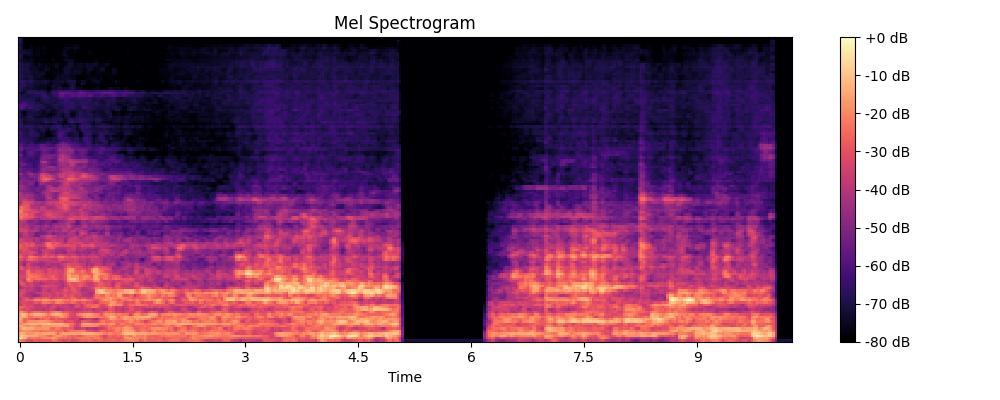 Mel Spectrogram
+0 dB
-10 dB
-20 dB
-30 dB
-40 dB
-50 dB
-60 dB
-70 dB
-80 dB
0 1.5 3 4.5 6 7.5 9
Time